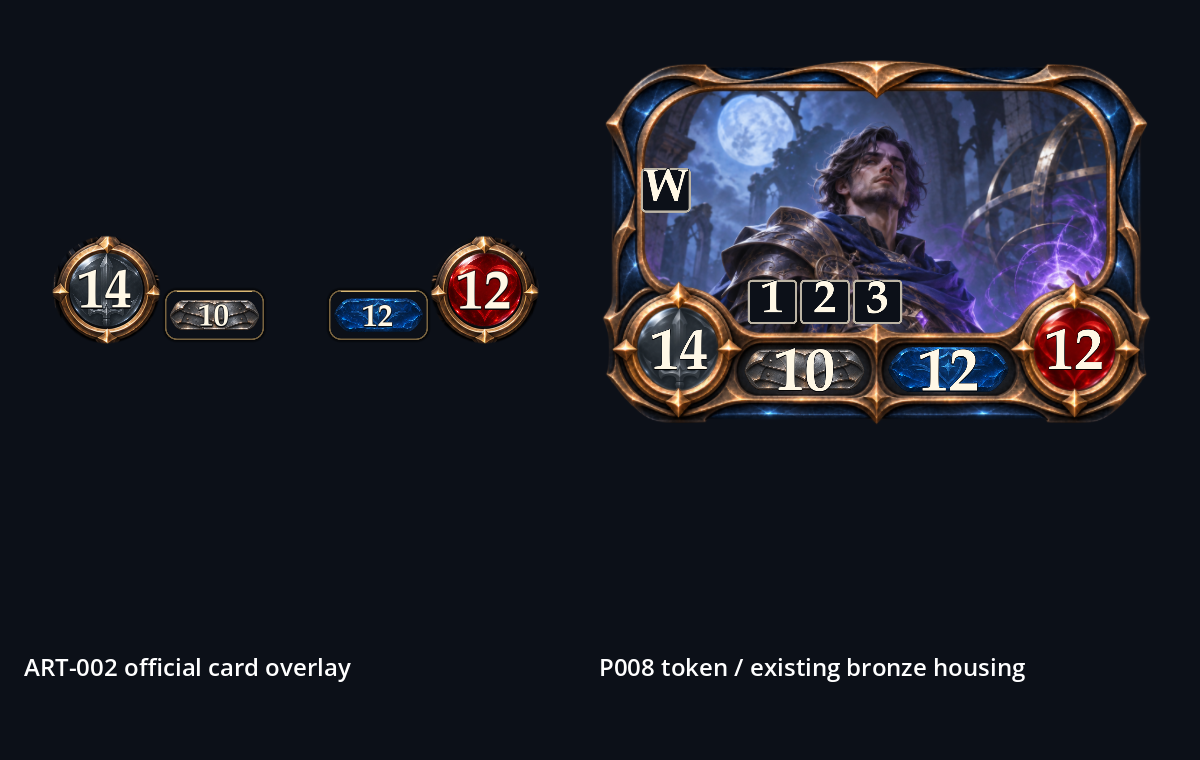 14 10 12 12
W
1 2 3
14 10 12 12
ART-002 official card overlay
P008 token / existing bronze housing